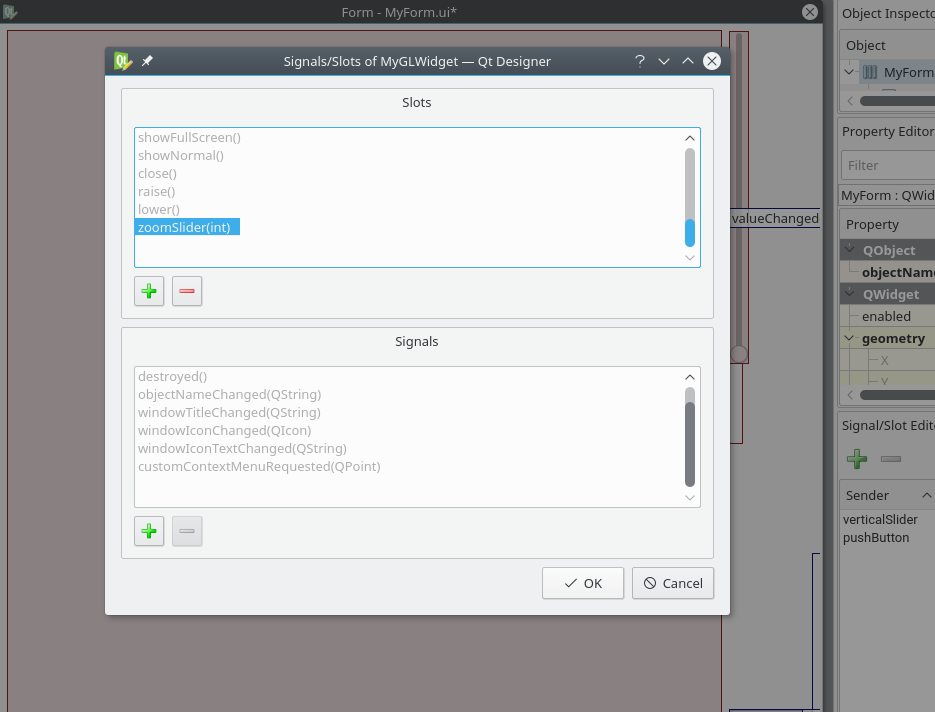 Form - MyForm.ui*
Object Inspecto
Object
MyForm
Signals/Slots of MyGLWidget — Qt Designer
Slots
showFullScreen()
showNormal()
close()
raise()
lower()
zoomSlider(int)
Signals
destroyed()
objectNameChanged(QString)
windowTitleChanged(QString)
windowIconChanged(QIcon)
windowIconTextChanged(QString)
customContextMenuRequested(QPoint)
OK
Cancel
valueChanged
Property Editor
Filter
MyForm : QWid
Property
QObject
objectName
QWidget
enabled
geometry
X
Y
Signal/Slot Edit
Sender
verticalSlider
pushButton